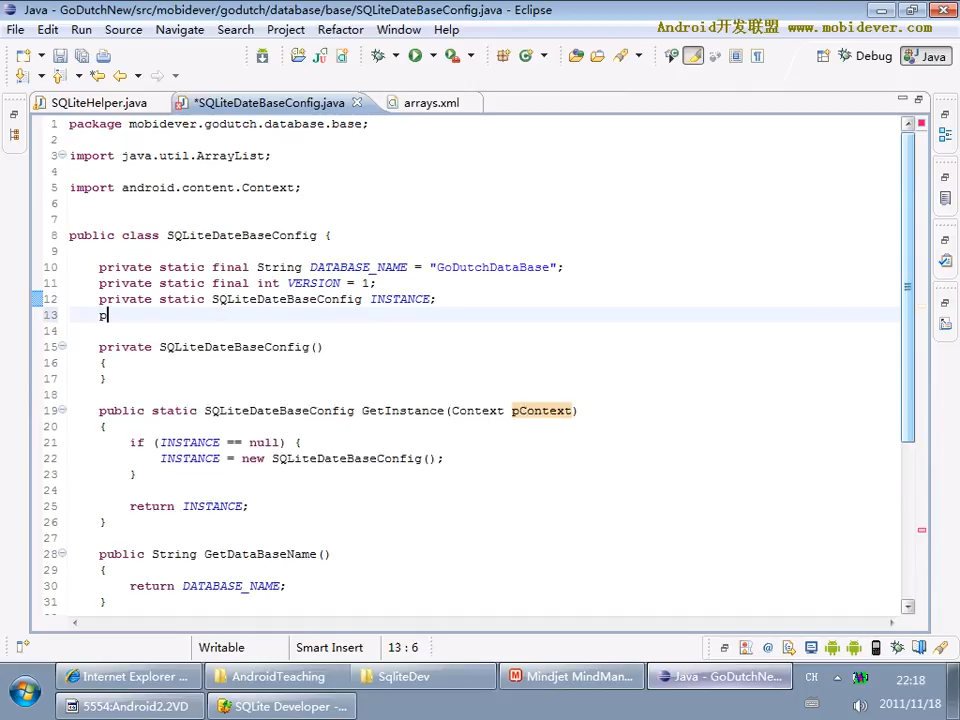 Java - GoDutchNew/src/mobidever/godutch/database/base/SQLiteDateBaseConfig.java - Eclipse
Android开发联盟 www.mobidever.com
File Edit Run Source Navigate Search Project Refactor Window Help
Debug Java
SQLiteHelper.java *SQLiteDateBaseConfig.java arrays.xml
1 package mobidever.godutch.database.base;
2
3 import java.util.ArrayList;
4
5 import android.content.Context;
6
7
8 public class SQLiteDateBaseConfig {
9
10 private static final String DATABASE_NAME = "GoDutchDataBase";
11 private static final int VERSION = 1;
12 private static SQLiteDateBaseConfig INSTANCE;
13 p
14
15 private SQLiteDateBaseConfig()
16 {
17 }
18
19 public static SQLiteDateBaseConfig GetInstance(Context pContext)
20 {
21 if (INSTANCE == null) {
22 INSTANCE = new SQLiteDateBaseConfig();
23 }
24
25 return INSTANCE;
26 }
27
28 public String GetDataBaseName()
29 {
30 return DATABASE_NAME;
31 }
Writable Smart Insert 13 : 6
Internet Explorer ... AndroidTeaching SqliteDev Mindjet MindMan... Java - GoDutchNe... CH 22:18
5554:Android2.2VD SQLite Developer -... 2011/11/18